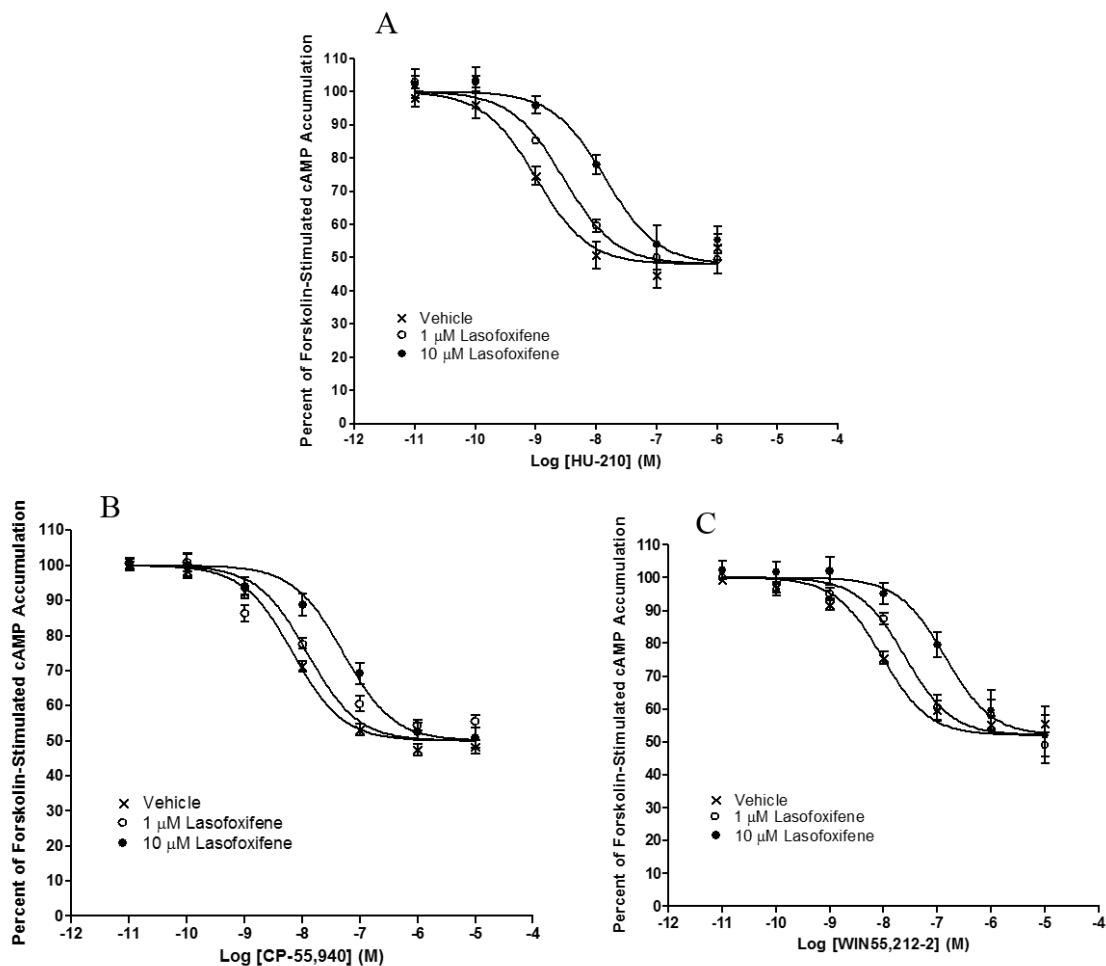 A
Percent of Forskolin-Stimulated cAMP Accumulation
110
100
90
80
70
60
50
40
30
20
10
0
× Vehicle
○ 1 μM Lasofoxifene
● 10 μM Lasofoxifene
-12 -11 -10 -9 -8 -7 -6 -5 -4
Log [HU-210] (M)
B
Percent of Forskolin-Stimulated cAMP Accumulation
110
100
90
80
70
60
50
40
30
20
10
0
× Vehicle
○ 1 μM Lasofoxifene
● 10 μM Lasofoxifene
-12 -11 -10 -9 -8 -7 -6 -5 -4
Log [CP-55,940] (M)
C
Percent of Forskolin-Stimulated cAMP Accumulation
110
100
90
80
70
60
50
40
30
20
10
0
× Vehicle
○ 1 μM Lasofoxifene
● 10 μM Lasofoxifene
-12 -11 -10 -9 -8 -7 -6 -5 -4
Log [WIN55,212-2] (M)